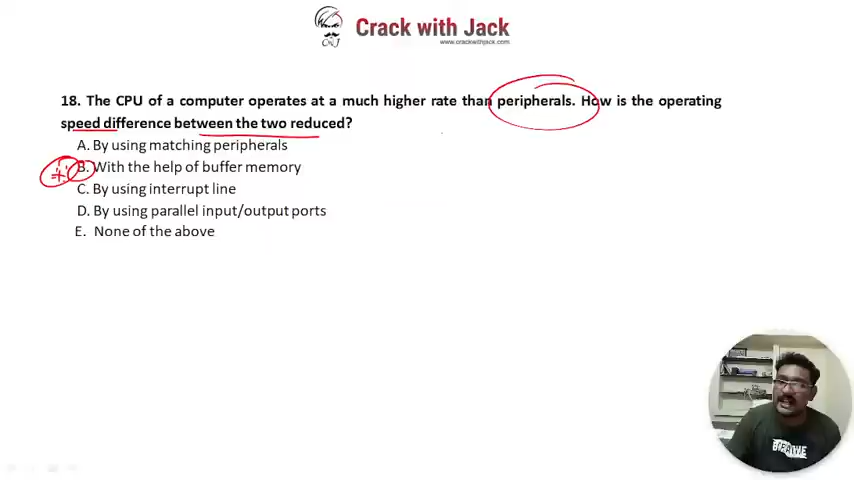 Crack with Jack
CWJ
www.crackwithjack.com
18. The CPU of a computer operates at a much higher rate than peripherals. How is the operating
speed difference between the two reduced?
A. By using matching peripherals
B. With the help of buffer memory
C. By using interrupt line
D. By using parallel input/output ports
E. None of the above